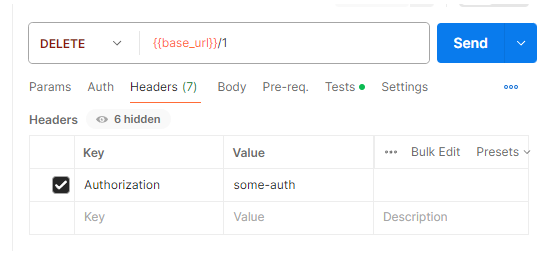 DELETE {{base_url}}/1 Send
Params Auth Headers (7) Body Pre-req. Tests Settings
Headers 6 hidden
Key Value Bulk Edit Presets
Authorization some-auth
Key Value Description